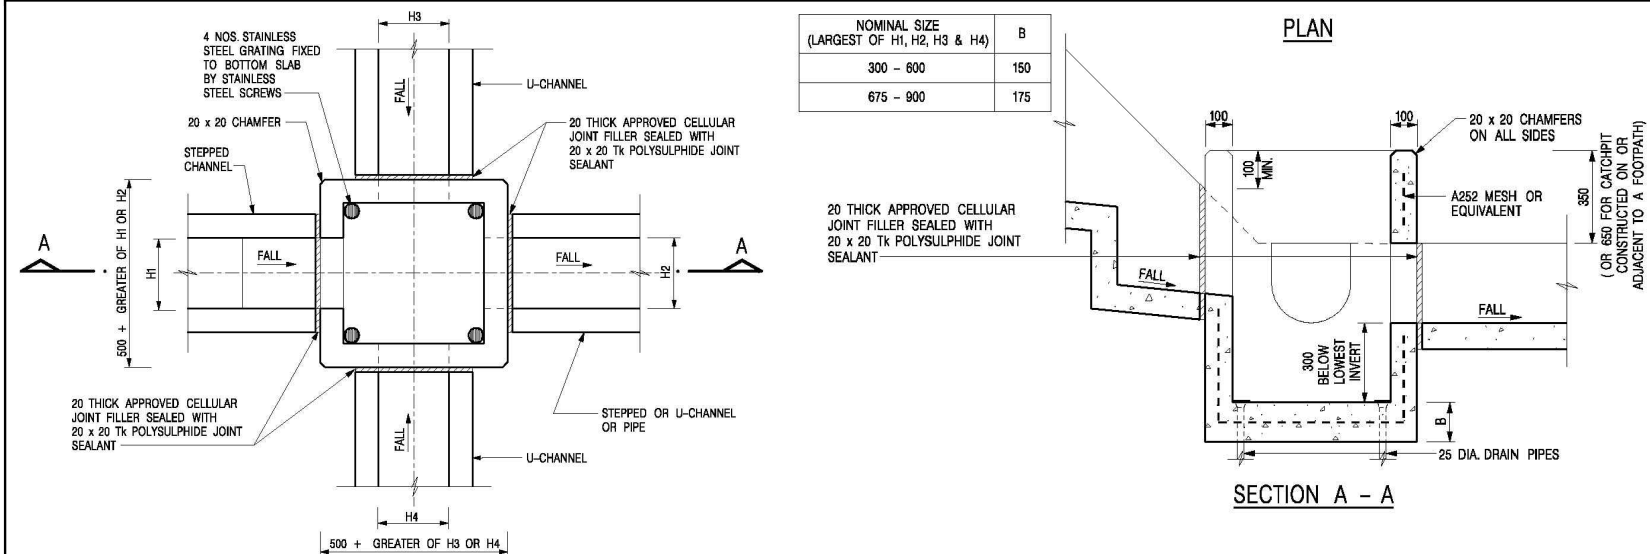 H3
4 NOS. STAINLESS
STEEL GRATING FIXED
TO BOTTOM SLAB
BY STAINLESS
STEEL SCREWS
FALL
U-CHANNEL
20 x 20 CHAMFER
20 THICK APPROVED CELLULAR
JOINT FILLER SEALED WITH
20 x 20 Tk POLYSULPHIDE JOINT
SEALANT
STEPPED
CHANNEL
A
500 + GREATER OF H1 OR H2
H1
FALL
FALL
H2
A
20 THICK APPROVED CELLULAR
JOINT FILLER SEALED WITH
20 x 20 Tk POLYSULPHIDE JOINT
SEALANT
FALL
STEPPED OR U-CHANNEL
OR PIPE
U-CHANNEL
H4
500 + GREATER OF H3 OR H4
NOMINAL SIZE
(LARGEST OF H1, H2, H3 & H4)
B
300 - 600
150
675 - 900
175
PLAN
100
100
20 x 20 CHAMFERS
ON ALL SIDES
100
MIN.
A252 MESH OR
EQUIVALENT
350
( OR 650 FOR CATCHPIT
CONSTRUCTED ON OR
ADJACENT TO A FOOTPATH)
20 THICK APPROVED CELLULAR
JOINT FILLER SEALED WITH
20 x 20 Tk POLYSULPHIDE JOINT
SEALANT
FALL
FALL
300
BELOW
LOWEST
INVERT
B
25 DIA. DRAIN PIPES
SECTION A - A